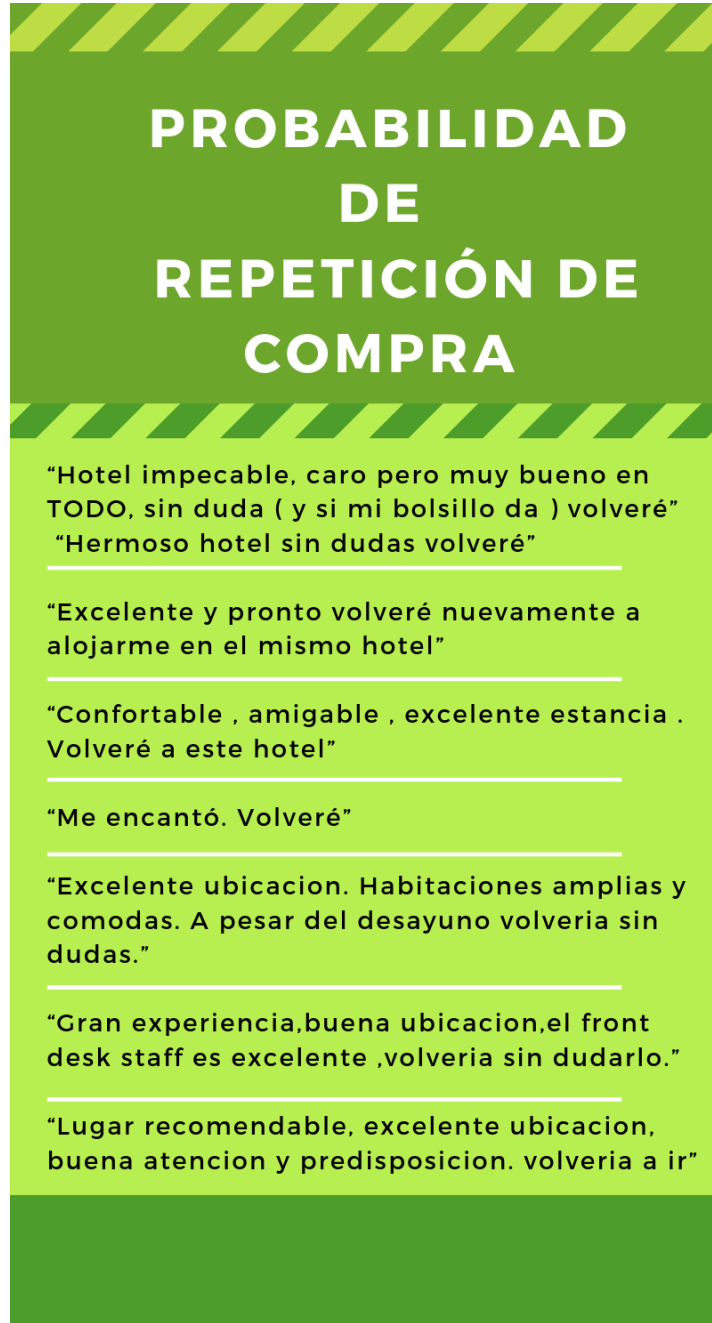 PROBABILIDAD
DE
REPETICIÓN DE
COMPRA
“Hotel impecable, caro pero muy bueno en
TODO, sin duda ( y si mi bolsillo da ) volveré”
“Hermoso hotel sin dudas volveré”
“Excelente y pronto volveré nuevamente a
alojarme en el mismo hotel”
“Confortable , amigable , excelente estancia .
Volveré a este hotel”
“Me encantó. Volveré”
“Excelente ubicacion. Habitaciones amplias y
comodas. A pesar del desayuno volveria sin
dudas.”
“Gran experiencia,buena ubicacion,el front
desk staff es excelente ,volveria sin dudarlo.”
“Lugar recomendable, excelente ubicacion,
buena atencion y predisposicion. volveria a ir”